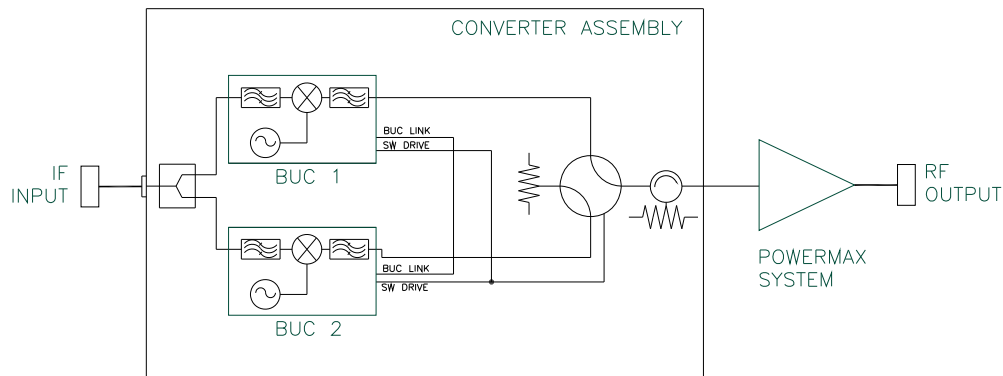 CONVERTER ASSEMBLY
BUC LINK
SW DRIVE
BUC 1
IF
INPUT
RF
OUTPUT
BUC LINK
SW DRIVE
BUC 2
POWERMAX
SYSTEM